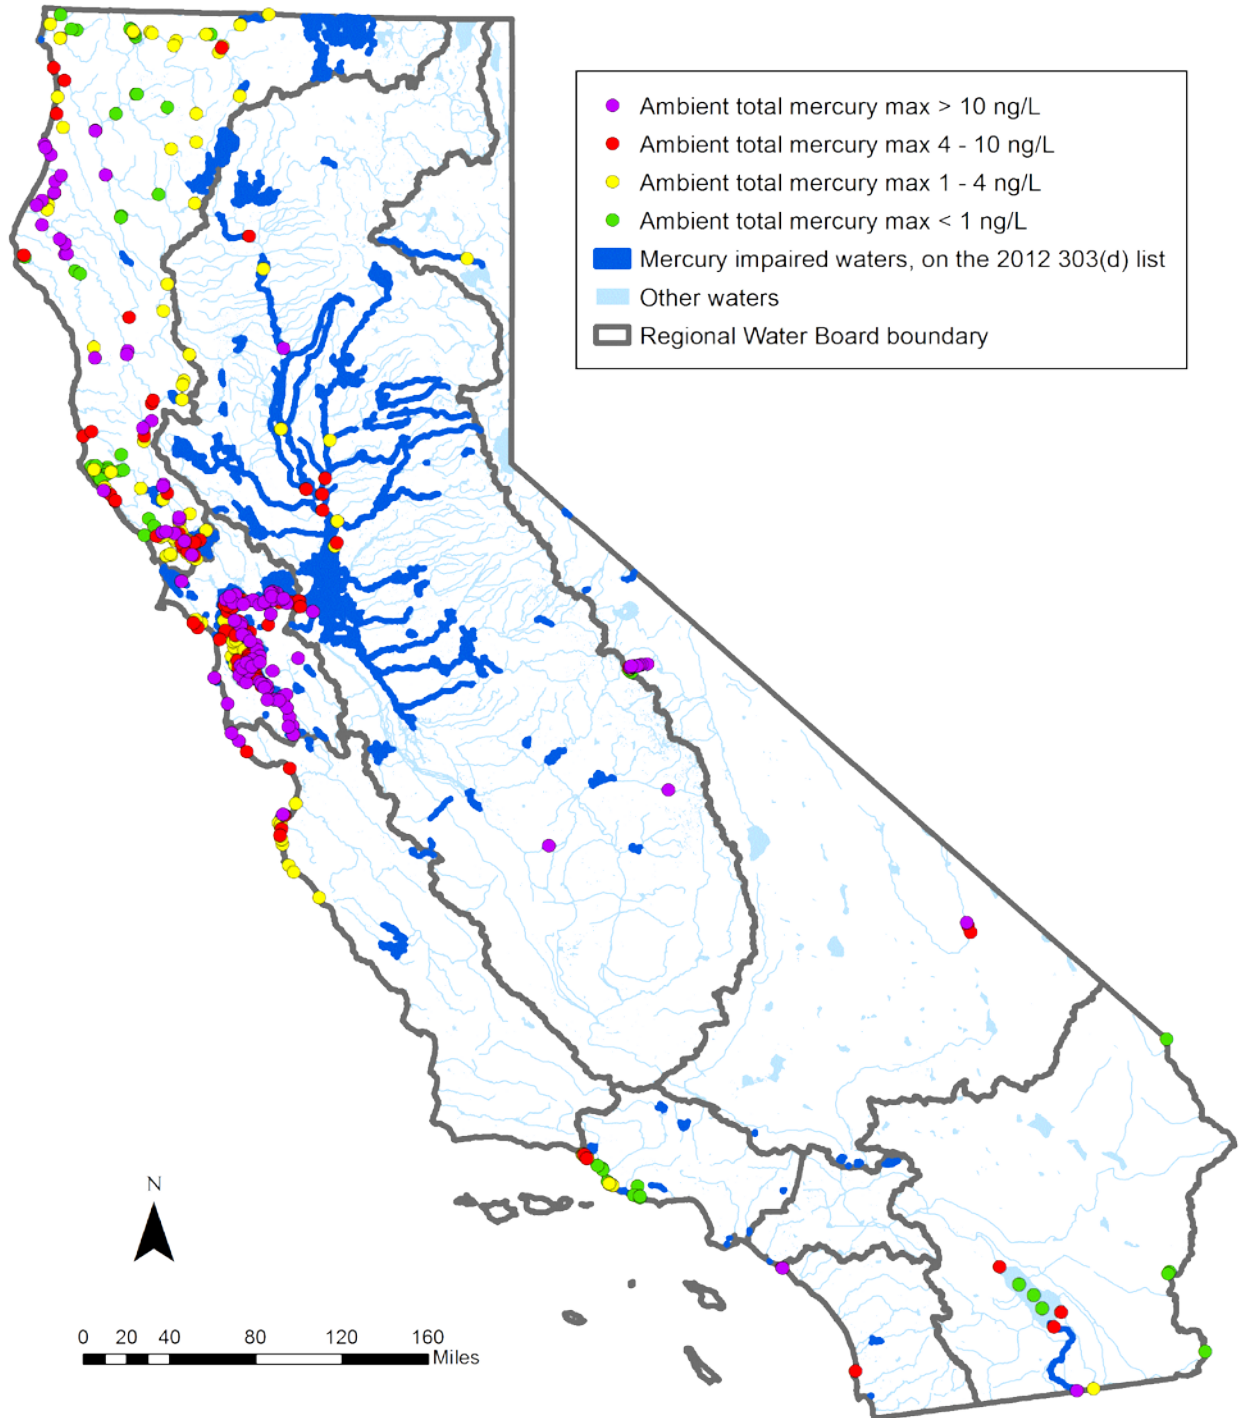 Ambient total mercury max > 10 ng/L
Ambient total mercury max 4 - 10 ng/L
Ambient total mercury max 1 - 4 ng/L
Ambient total mercury max < 1 ng/L
Mercury impaired waters, on the 2012 303(d) list
Other waters
Regional Water Board boundary
N
0 20 40 80 120 160
Miles